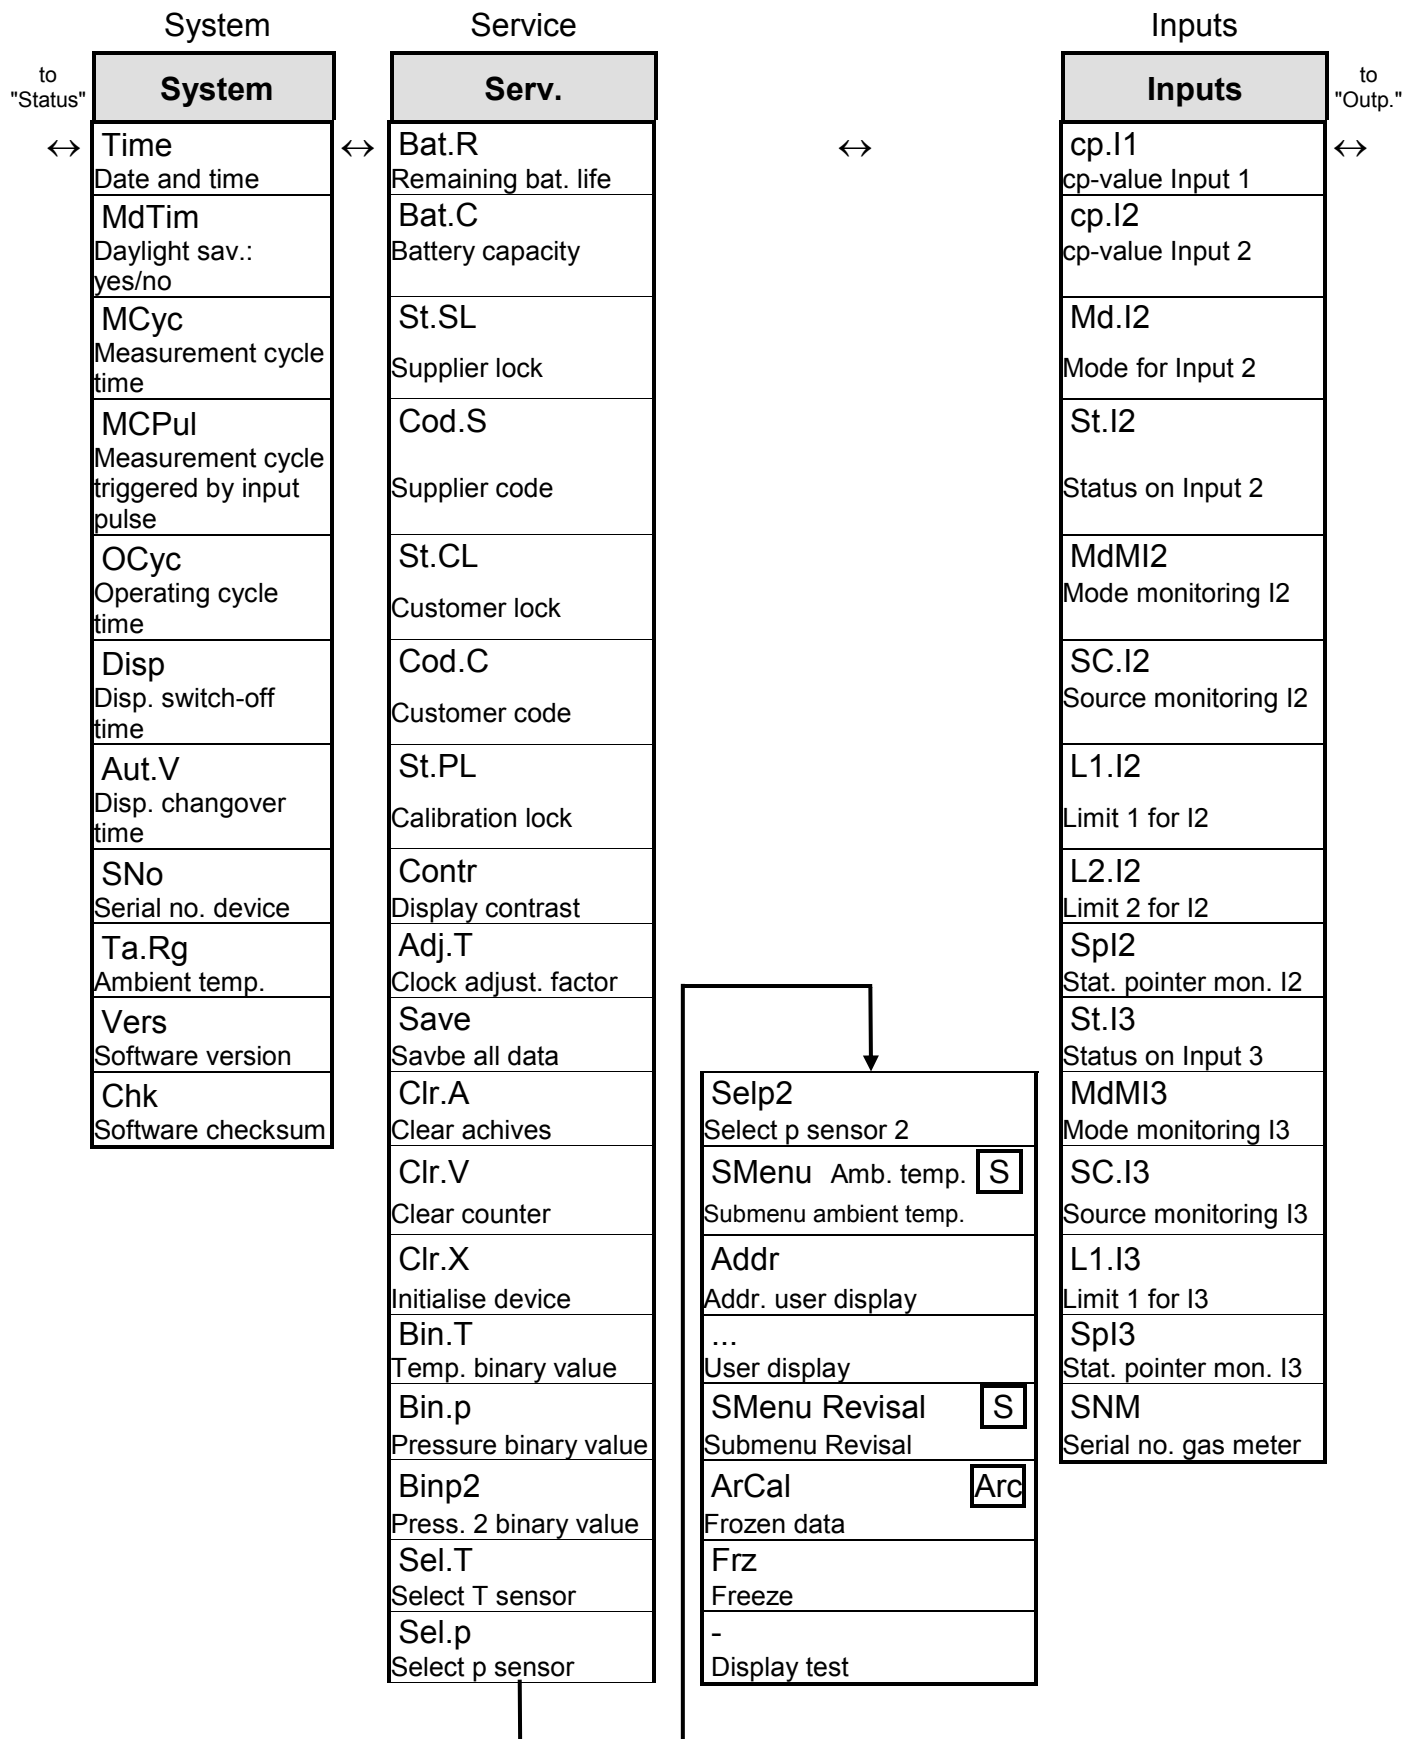 System
Service
Inputs
to
"Status"
System
Serv.
Inputs
to
"Outp."
↔
Time
Date and time
MdTim
Daylight sav.:
yes/no
MCyc
Measurement cycle
time
MCPul
Measurement cycle
triggered by input
pulse
OCyc
Operating cycle
time
Disp
Disp. switch-off
time
Aut.V
Disp. changover
time
SNo
Serial no. device
Ta.Rg
Ambient temp.
Vers
Software version
Chk
Software checksum
↔
Bat.R
Remaining bat. life
Bat.C
Battery capacity
St.SL
Supplier lock
Cod.S
Supplier code
St.CL
Customer lock
Cod.C
Customer code
St.PL
Calibration lock
Contr
Display contrast
Adj.T
Clock adjust. factor
Save
Savbe all data
Clr.A
Clear achives
Clr.V
Clear counter
Clr.X
Initialise device
Bin.T
Temp. binary value
Bin.p
Pressure binary value
Binp2
Press. 2 binary value
Sel.T
Select T sensor
Sel.p
Select p sensor
Selp2
Select p sensor 2
SMenu Amb. temp. S
Submenu ambient temp.
Addr
Addr. user display
...
User display
SMenu Revisal S
Submenu Revisal
ArCal Arc
Frozen data
Frz
Freeze
-
Display test
↔
cp.I1
cp-value Input 1
cp.I2
cp-value Input 2
Md.I2
Mode for Input 2
St.I2
Status on Input 2
MdMI2
Mode monitoring I2
SC.I2
Source monitoring I2
L1.I2
Limit 1 for I2
L2.I2
Limit 2 for I2
SpI2
Stat. pointer mon. I2
St.I3
Status on Input 3
MdMI3
Mode monitoring I3
SC.I3
Source monitoring I3
L1.I3
Limit 1 for I3
SpI3
Stat. pointer mon. I3
SNM
Serial no. gas meter
↔